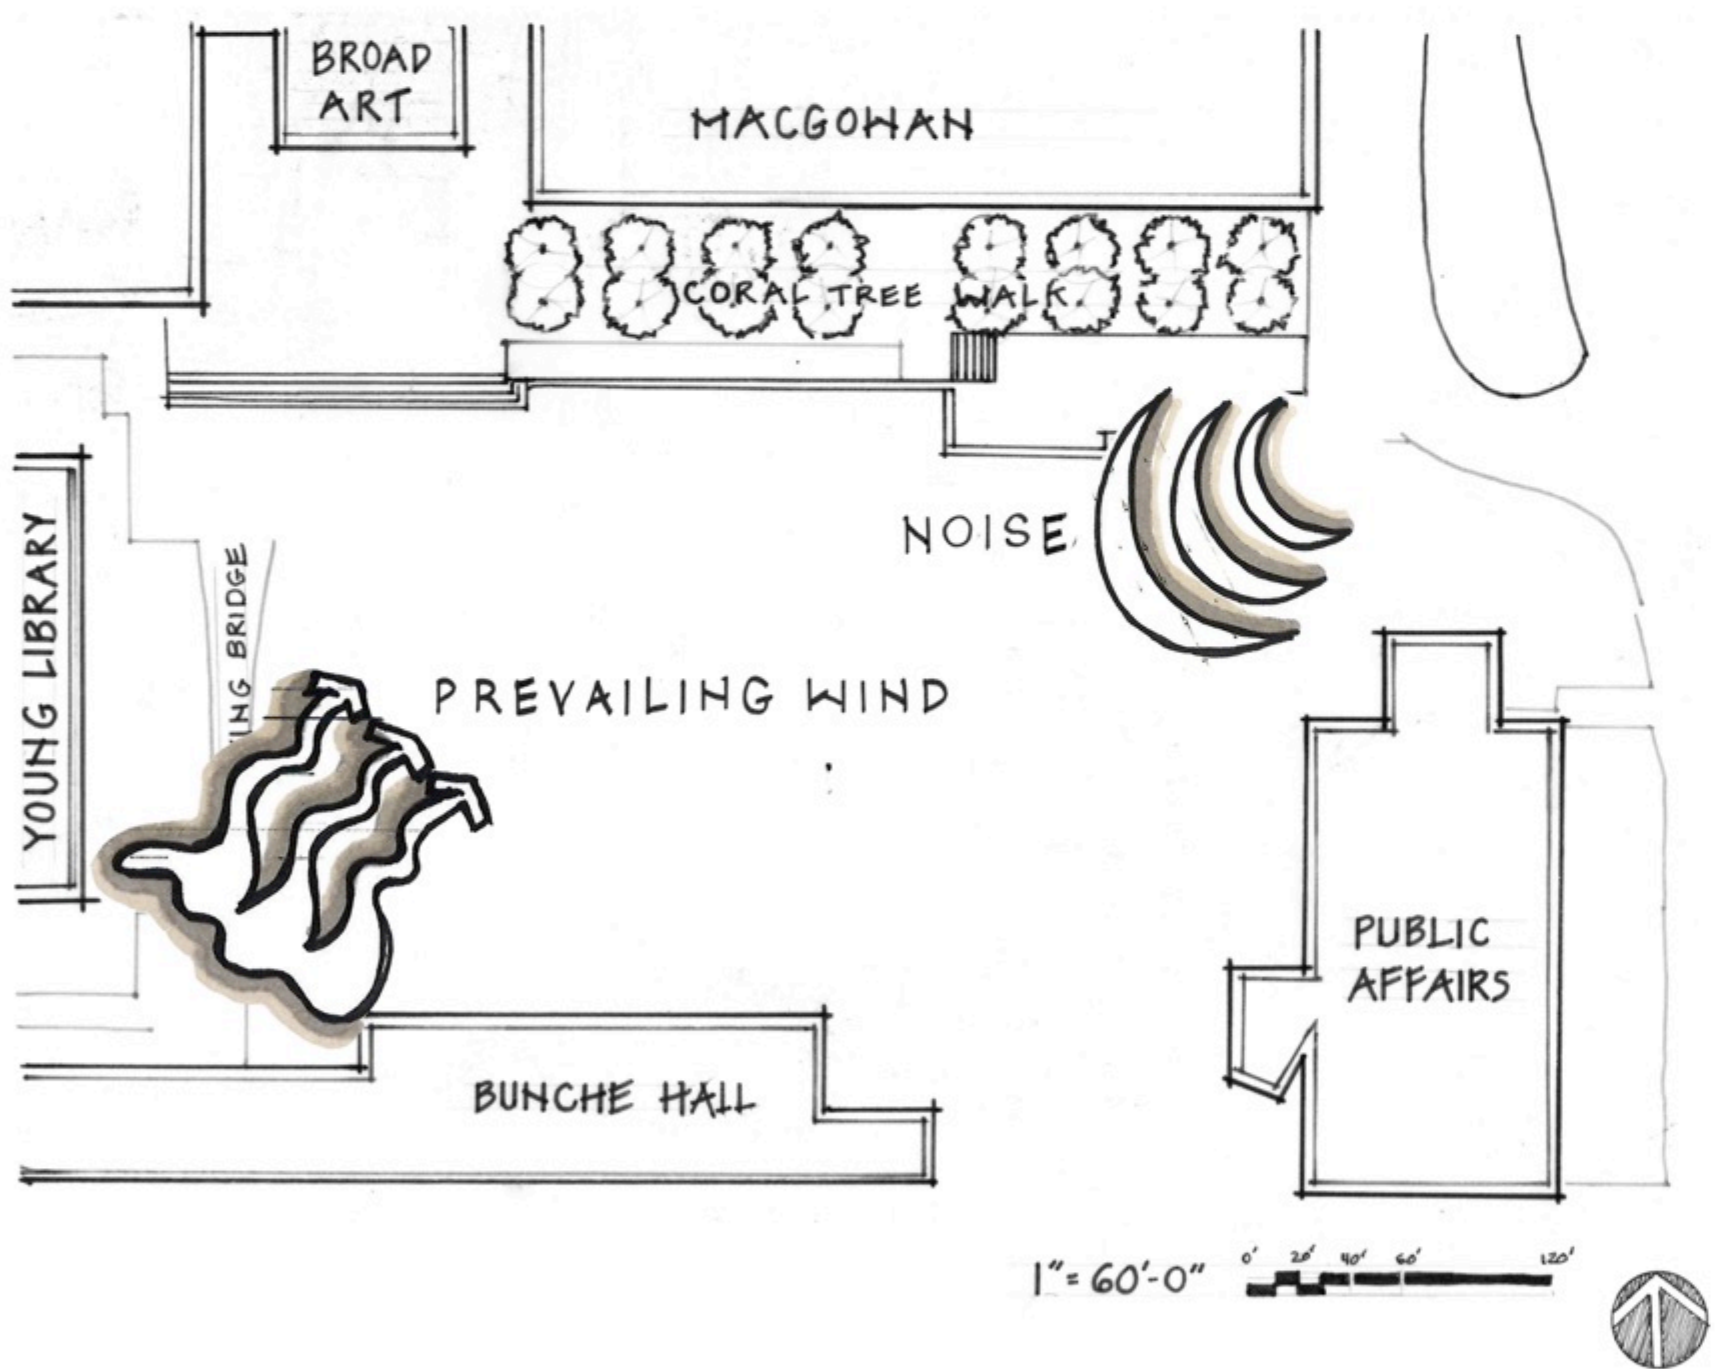 BROAD
ART
MACGOWAN
CORAL TREE WALK
NOISE
YOUNG LIBRARY
BRIDGE
PREVAILING WIND
PUBLIC
AFFAIRS
BUNCHE HALL
1"=60'-0"
0' 20' 40' 60' 120'